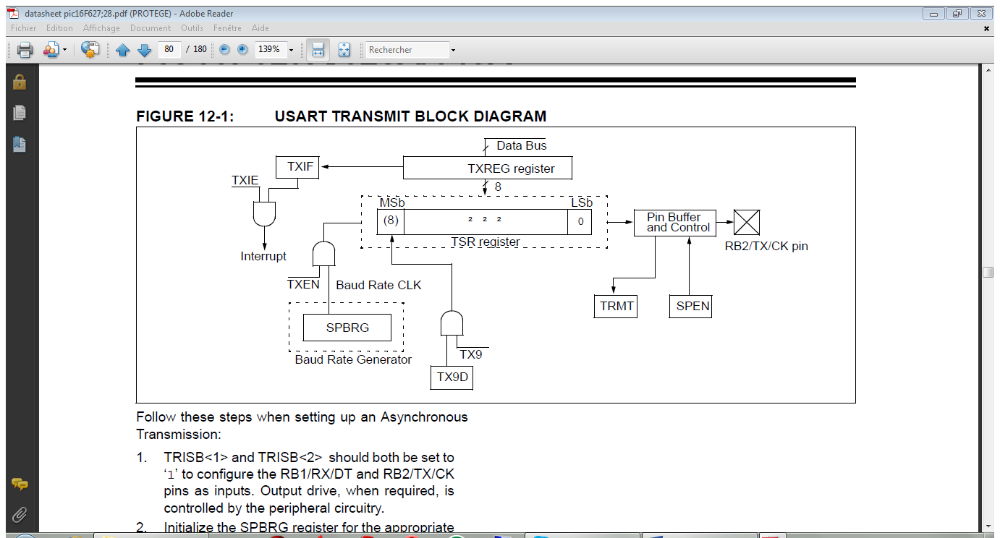 datasheet pic16F627;28.pdf (PROTEGE) - Adobe Reader
Fichier Edition Affichage Document Outils Fenêtre Aide
80 / 180 139% Rechercher
FIGURE 12-1: USART TRANSMIT BLOCK DIAGRAM
Data Bus
TXIF
TXREG register
TXIE
8
MSb
LSb
(8)
² ² ²
0
Pin Buffer
and Control
TSR register
RB2/TX/CK pin
Interrupt
TXEN
Baud Rate CLK
TRMT
SPEN
SPBRG
TX9
Baud Rate Generator
TX9D
Follow these steps when setting up an Asynchronous
Transmission:
1. TRISB<1> and TRISB<2> should both be set to
‘1’ to configure the RB1/RX/DT and RB2/TX/CK
pins as inputs. Output drive, when required, is
controlled by the peripheral circuitry.
2. Initialize the SPBRG register for the appropriate